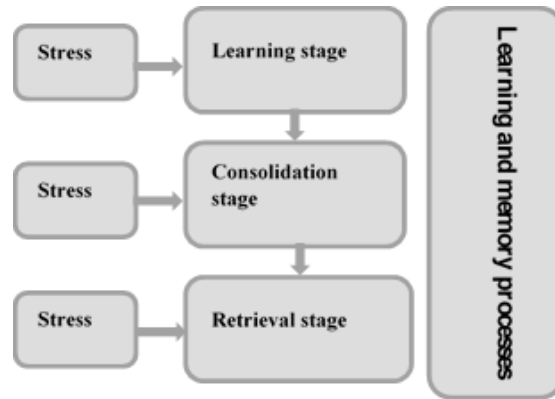 Stress
Learning stage
Stress
Consolidation
stage
Stress
Retrieval stage
Learning and memory processes